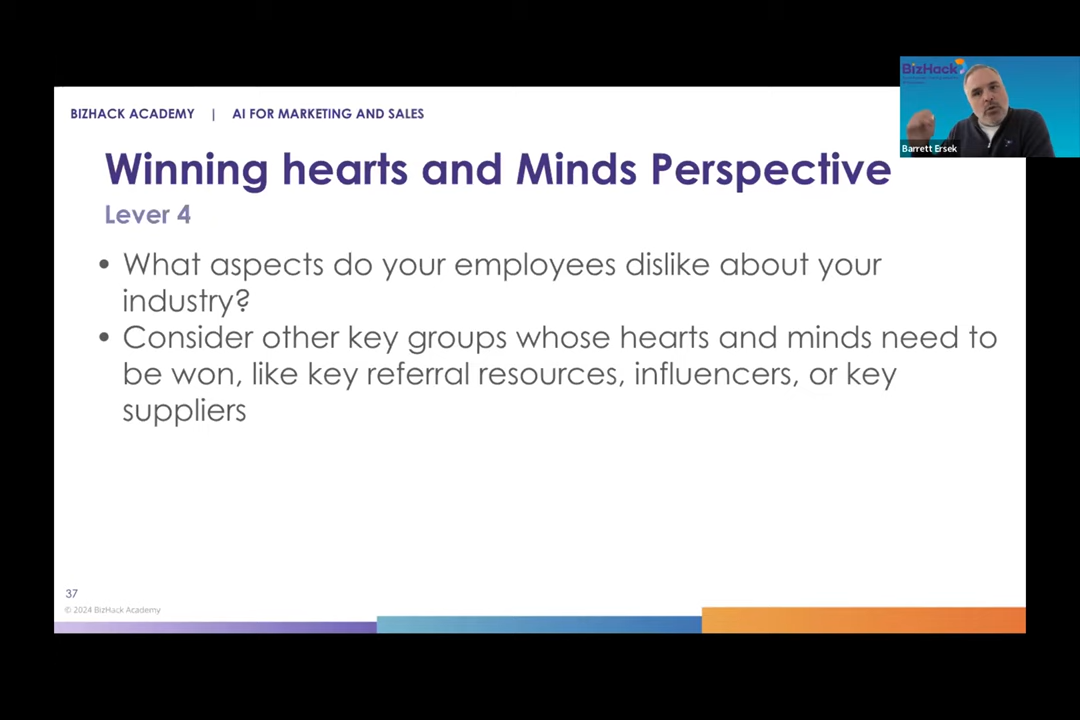 BIZHACK ACADEMY | AI FOR MARKETING AND SALES
BizHack
Barrett Ersek
Winning hearts and Minds Perspective
Lever 4
• What aspects do your employees dislike about your
industry?
• Consider other key groups whose hearts and minds need to
be won, like key referral resources, influencers, or key
suppliers
37
© 2024 BizHack Academy